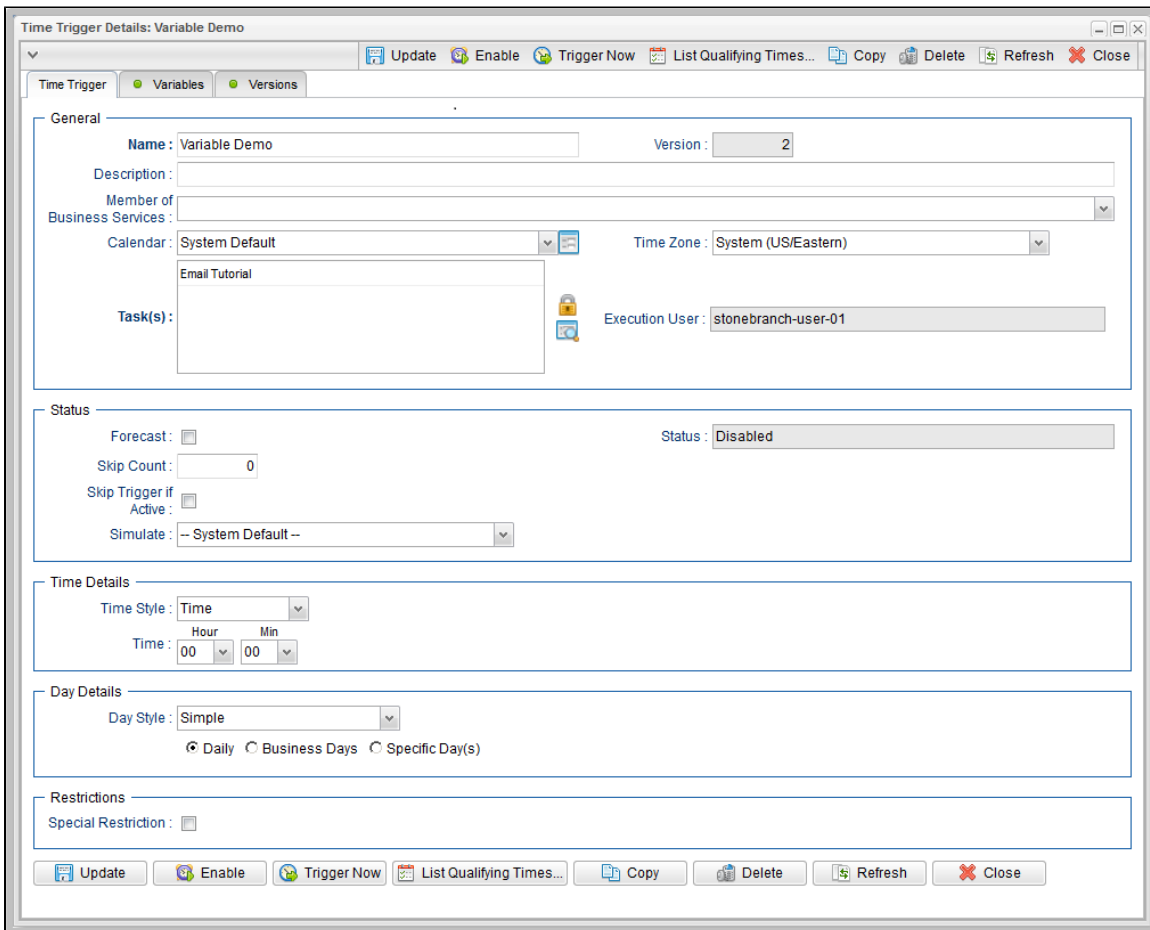 Time Trigger Details: Variable Demo
Update Enable Trigger Now List Qualifying Times... Copy Delete Refresh Close
Time Trigger Variables Versions
General
Name : Variable Demo Version : 2
Description :
Member of
Business Services :
Calendar : System Default Time Zone : System (US/Eastern)
Email Tutorial
Task(s) : Execution User : stonebranch-user-01
Status
Forecast : Status : Disabled
Skip Count : 0
Skip Trigger if
Active :
Simulate : -- System Default --
Time Details
Time Style : Time
Hour Min
Time : 00 00
Day Details
Day Style : Simple
Daily Business Days Specific Day(s)
Restrictions
Special Restriction :
Update Enable Trigger Now List Qualifying Times... Copy Delete Refresh Close